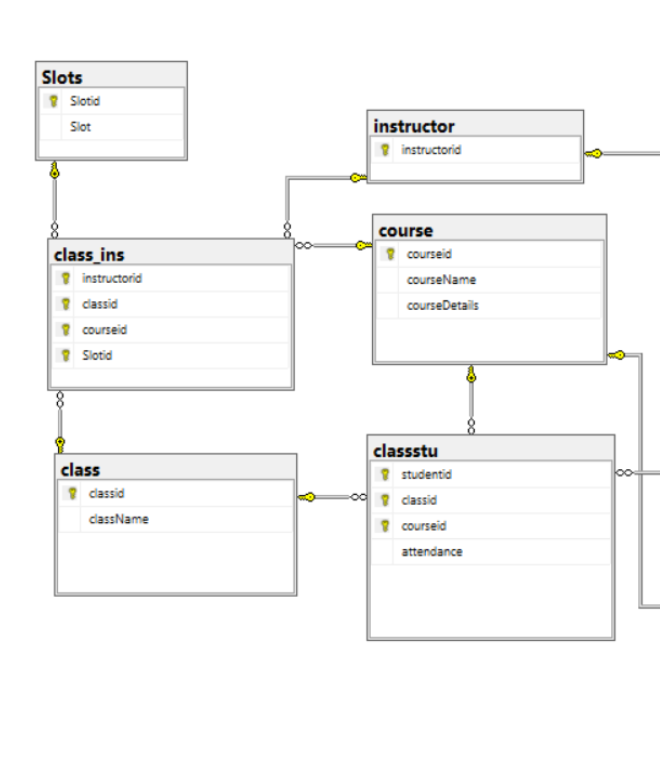 Slots
Slotid
Slot
instructor
instructorid
class_ins
instructorid
classid
courseid
Slotid
course
courseid
courseName
courseDetails
class
classid
className
classstu
studentid
classid
courseid
attendance